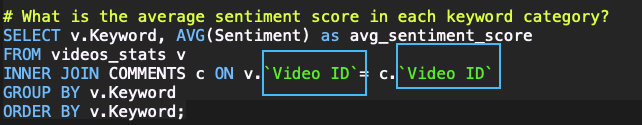 # What is the average sentiment score in each keyword category?
SELECT v.Keyword, AVG(Sentiment) as avg_sentiment_score
FROM videos_stats v
INNER JOIN COMMENTS c ON v.`Video ID`= c.`Video ID`
GROUP BY v.Keyword
ORDER BY v.Keyword;